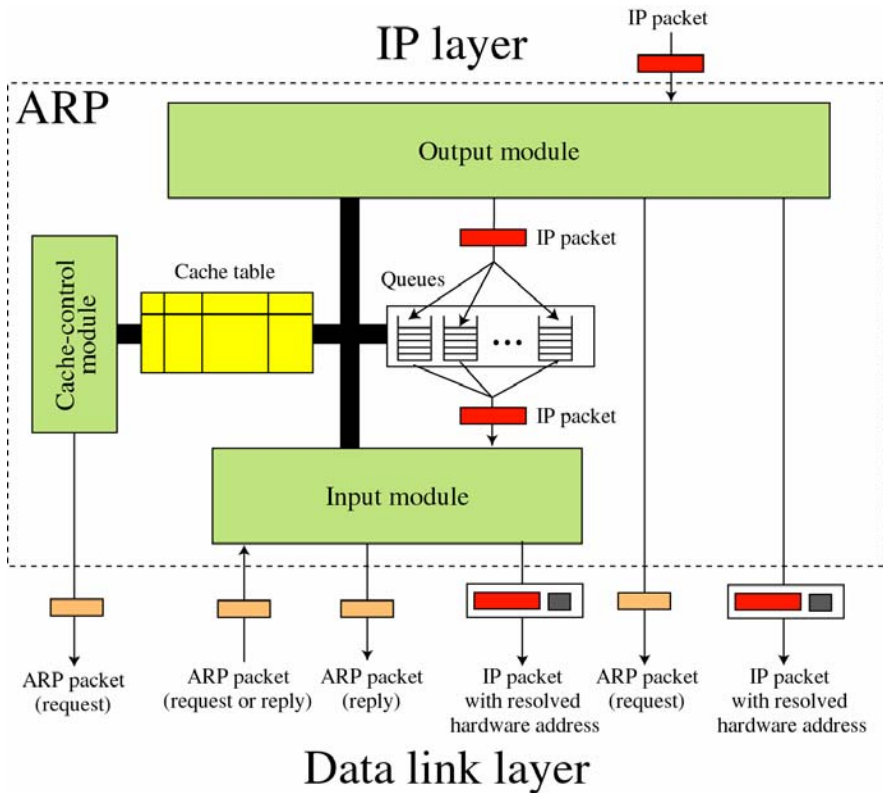 IP packet
IP layer
ARP
Output module
IP packet
Cache table
Queues
Cache-control
module
IP packet
Input module
ARP packet
(request)
ARP packet
(request or reply)
ARP packet
(reply)
IP packet
with resolved
hardware address
ARP packet
(request)
IP packet
with resolved
hardware address
Data link layer